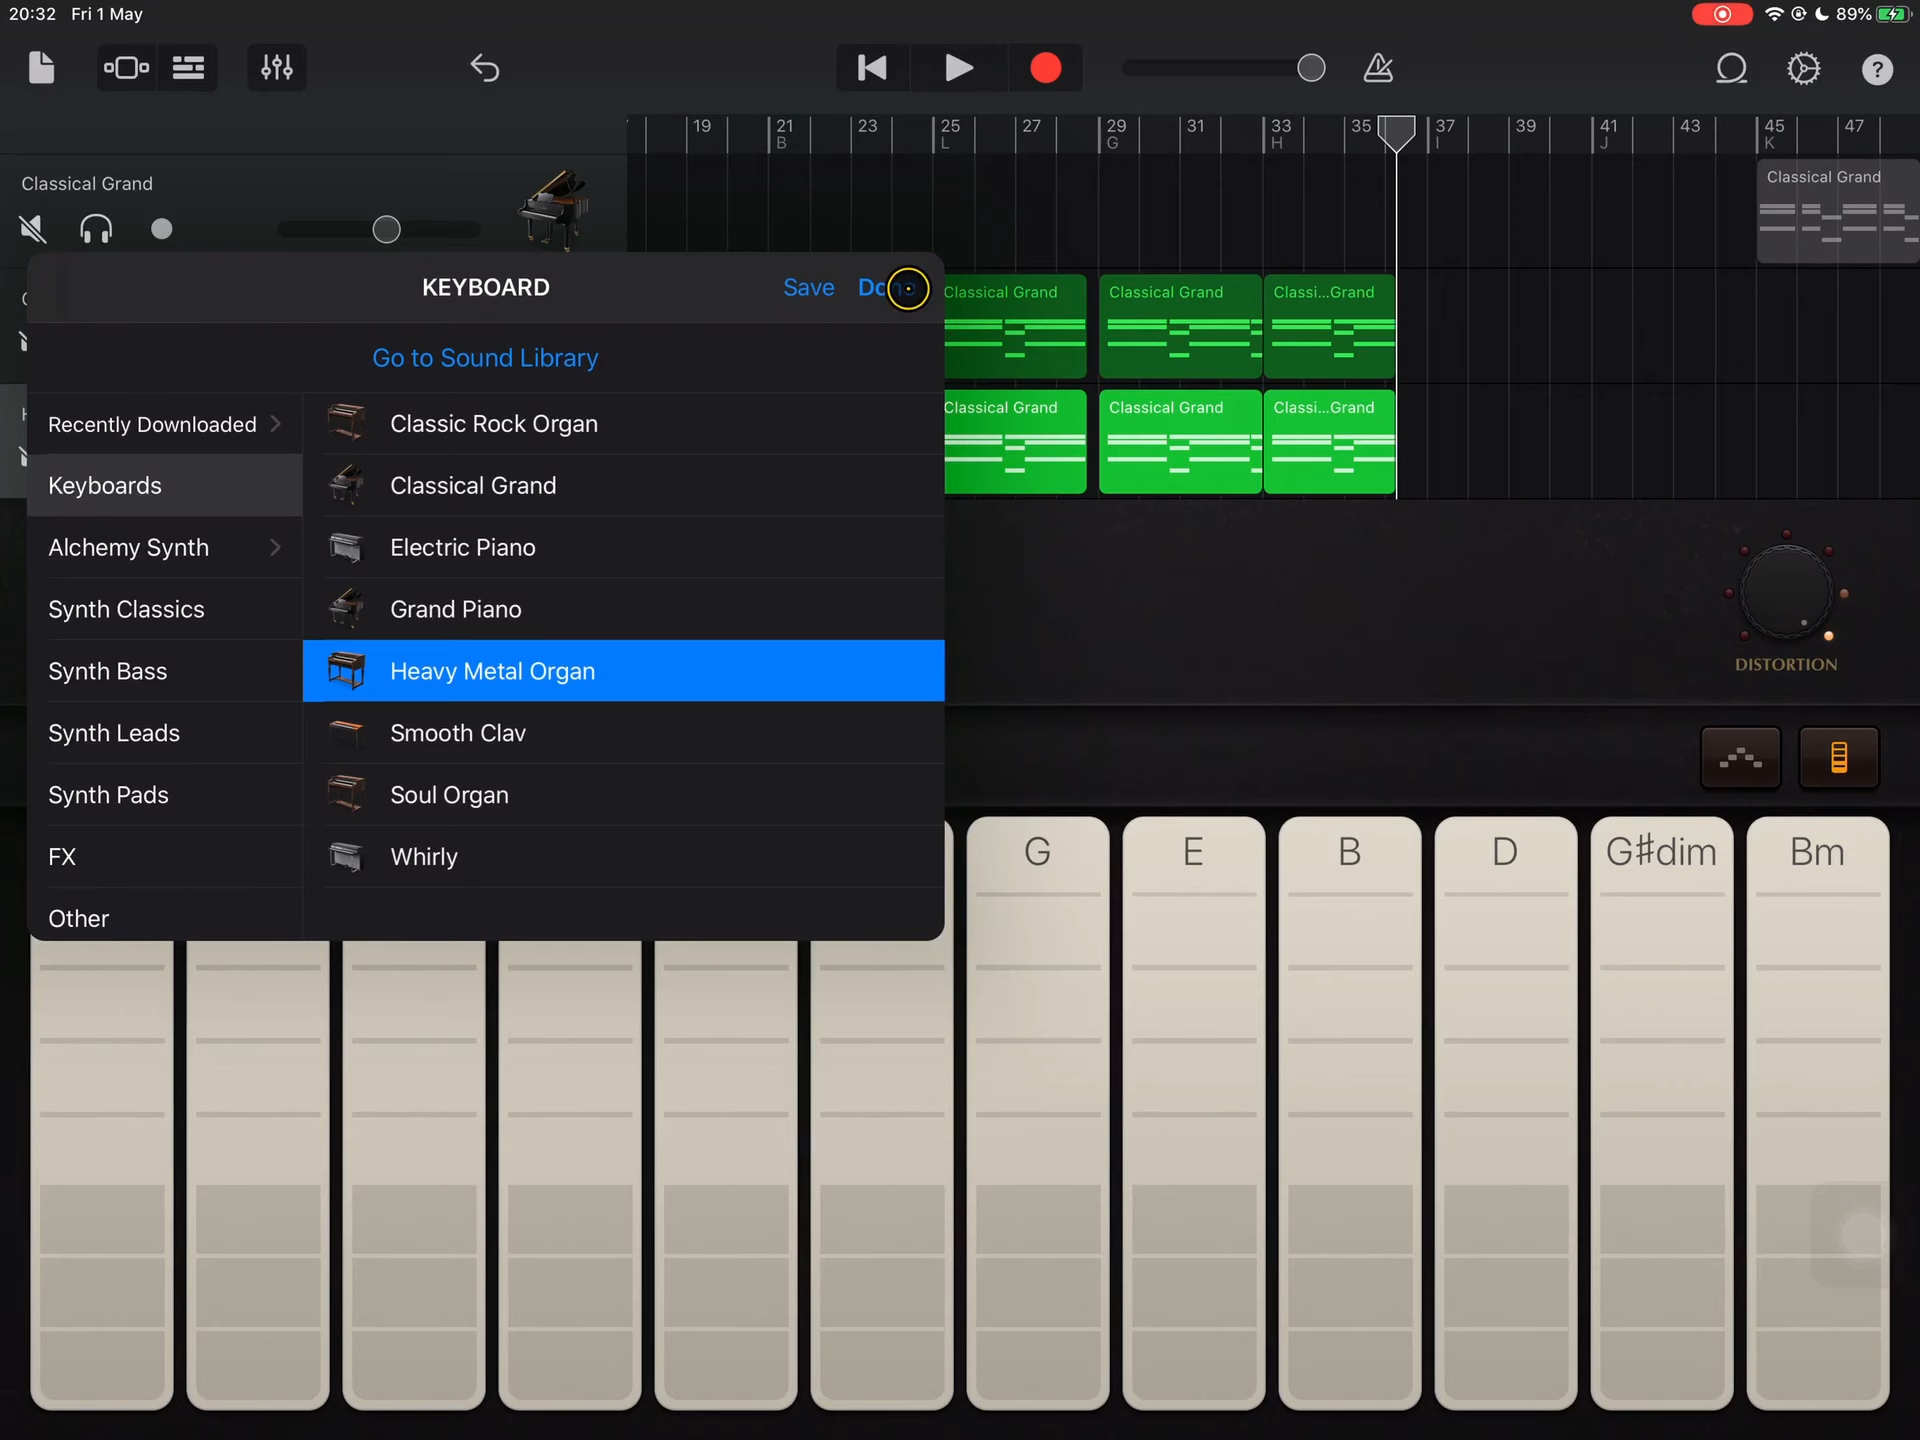 20:32 Fri 1 May
89%
19 21 23 25 27 29 31 33 35 37 39 41 43 45 47
B L G H I J K
Classical Grand
Classical Grand
KEYBOARD
Save Done
Classical Grand
Classical Grand
Classi...Grand
Go to Sound Library
Classical Grand
Classical Grand
Classi...Grand
Recently Downloaded
Keyboards
Alchemy Synth
Synth Classics
Synth Bass
Synth Leads
Synth Pads
FX
Other
Classic Rock Organ
Classical Grand
Electric Piano
Grand Piano
Heavy Metal Organ
Smooth Clav
Soul Organ
Whirly
DISTORTION
G E B D G♯dim Bm